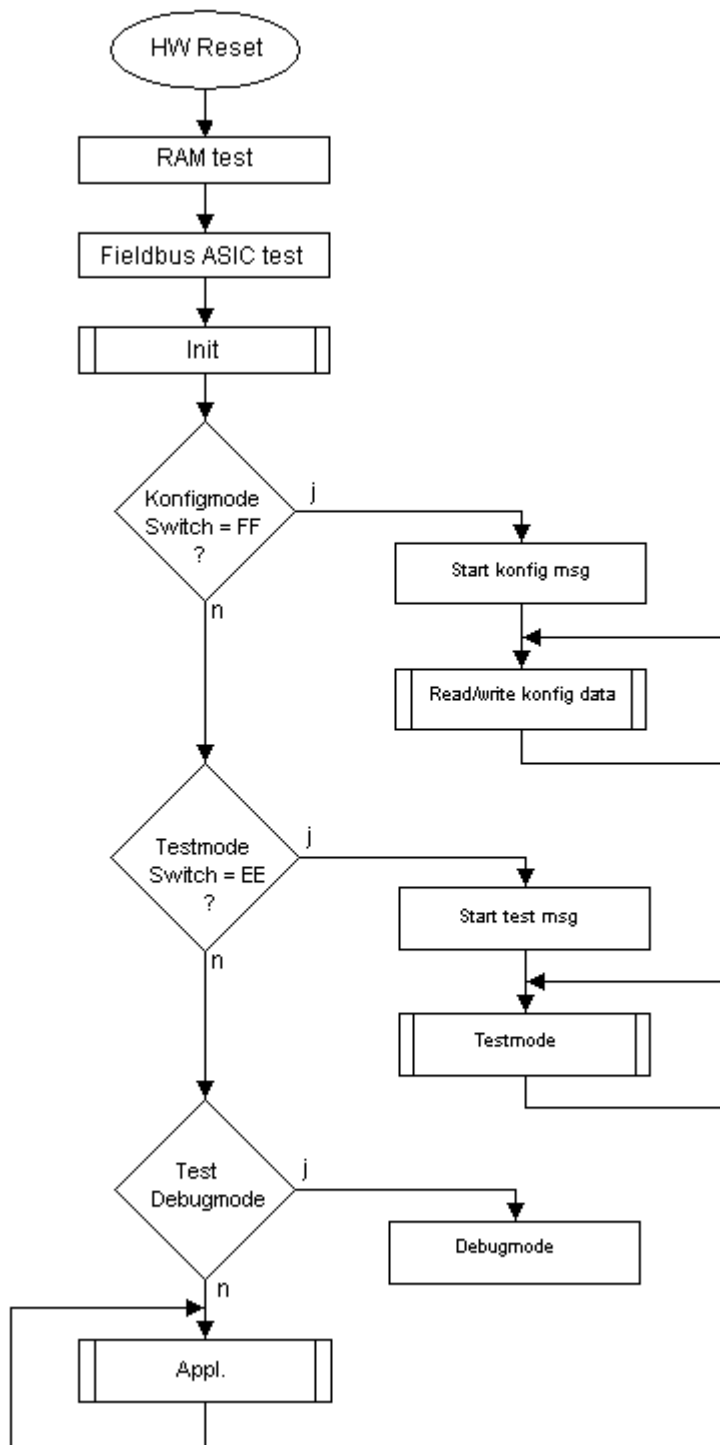 HW Reset
RAM test
Fieldbus ASIC test
Init
Konfigmode
Switch = FF
?
j
n
Start konfig msg
Read/write konfig data
Testmode
Switch = EE
?
j
n
Start test msg
Testmode
Test
Debugmode
j
n
Debugmode
Appl.